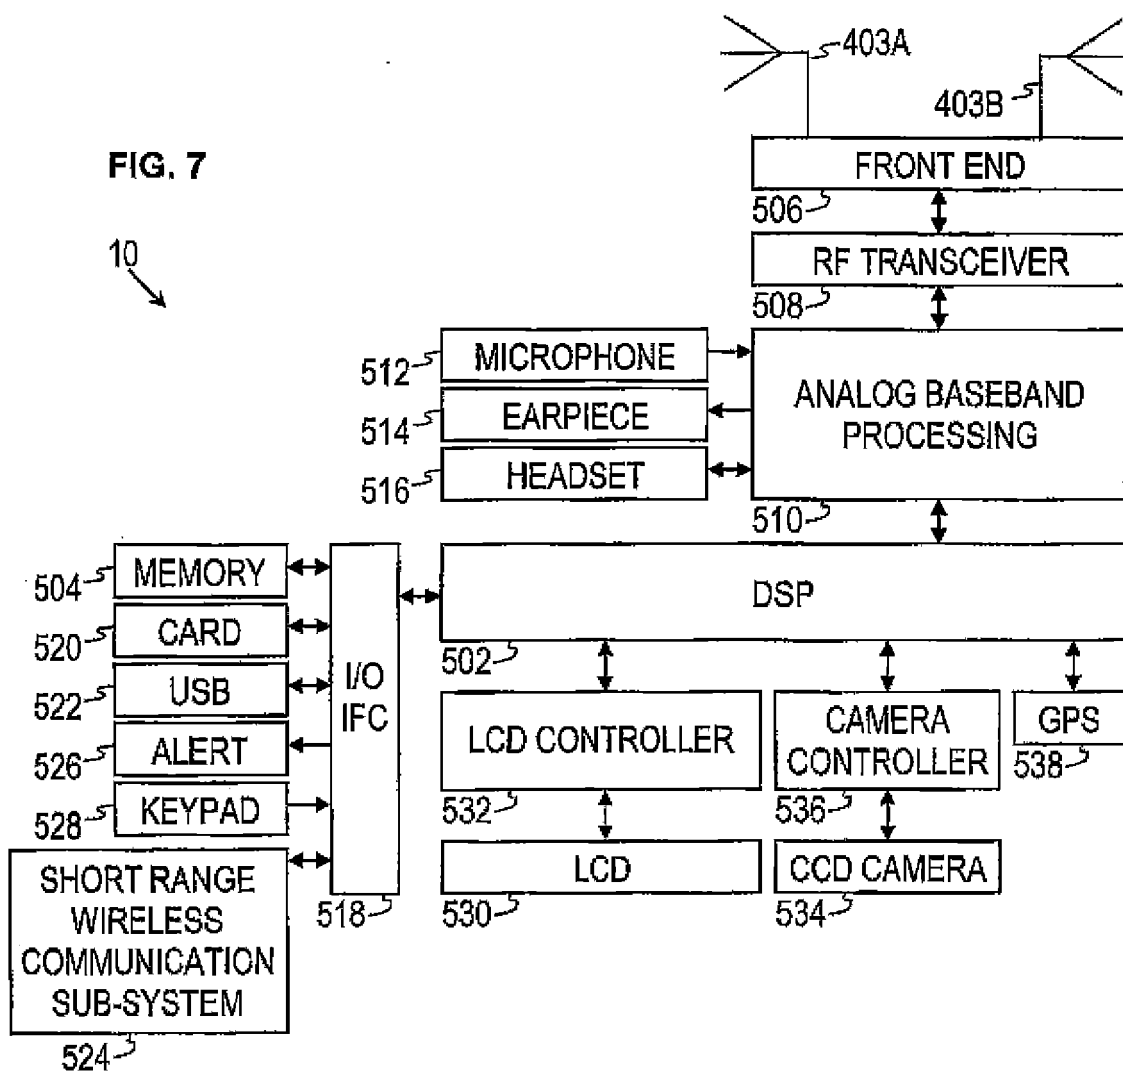 403A
403B
FIG. 7
FRONT END
506
10
RF TRANSCEIVER
508
MICROPHONE
512
ANALOG BASEBAND
PROCESSING
EARPIECE
514
HEADSET
516
510
MEMORY
504
DSP
CARD
520
502
I/O
IFC
USB
522
LCD CONTROLLER
CAMERA
CONTROLLER
GPS
538
ALERT
526
KEYPAD
528
532
536
SHORT RANGE
WIRELESS
COMMUNICATION
SUB-SYSTEM
LCD
CCD CAMERA
518
530
534
524